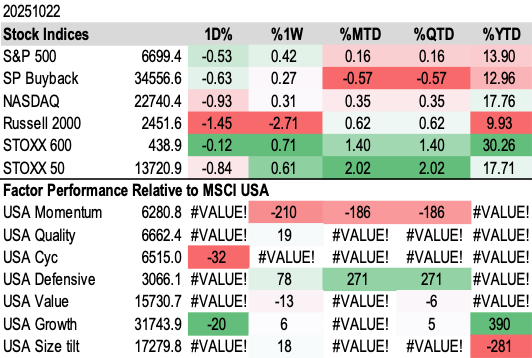 20251022
Stock Indices 1D% %1W %MTD %QTD %YTD
S&P 500 6699.4 -0.53 0.42 0.16 0.16 13.90
SP Buyback 34556.6 -0.63 0.27 -0.57 -0.57 12.96
NASDAQ 22740.4 -0.93 0.31 0.35 0.35 17.76
Russell 2000 2451.6 -1.45 -2.71 0.62 0.62 9.93
STOXX 600 438.9 -0.12 0.71 1.40 1.40 30.26
STOXX 50 13720.9 -0.84 0.61 2.02 2.02 17.71
Factor Performance Relative to MSCI USA
USA Momentum 6280.8 #VALUE! -210 -186 -186 #VALUE!
USA Quality 6662.4 #VALUE! 19 #VALUE! #VALUE! #VALUE!
USA Cyc 6515.0 -32 #VALUE! #VALUE! #VALUE! #VALUE!
USA Defensive 3066.1 #VALUE! 78 271 271 #VALUE!
USA Value 15730.7 #VALUE! -13 #VALUE! -6 #VALUE!
USA Growth 31743.9 -20 6 #VALUE! 5 390
USA Size tilt 17279.8 #VALUE! 18 #VALUE! #VALUE! -281